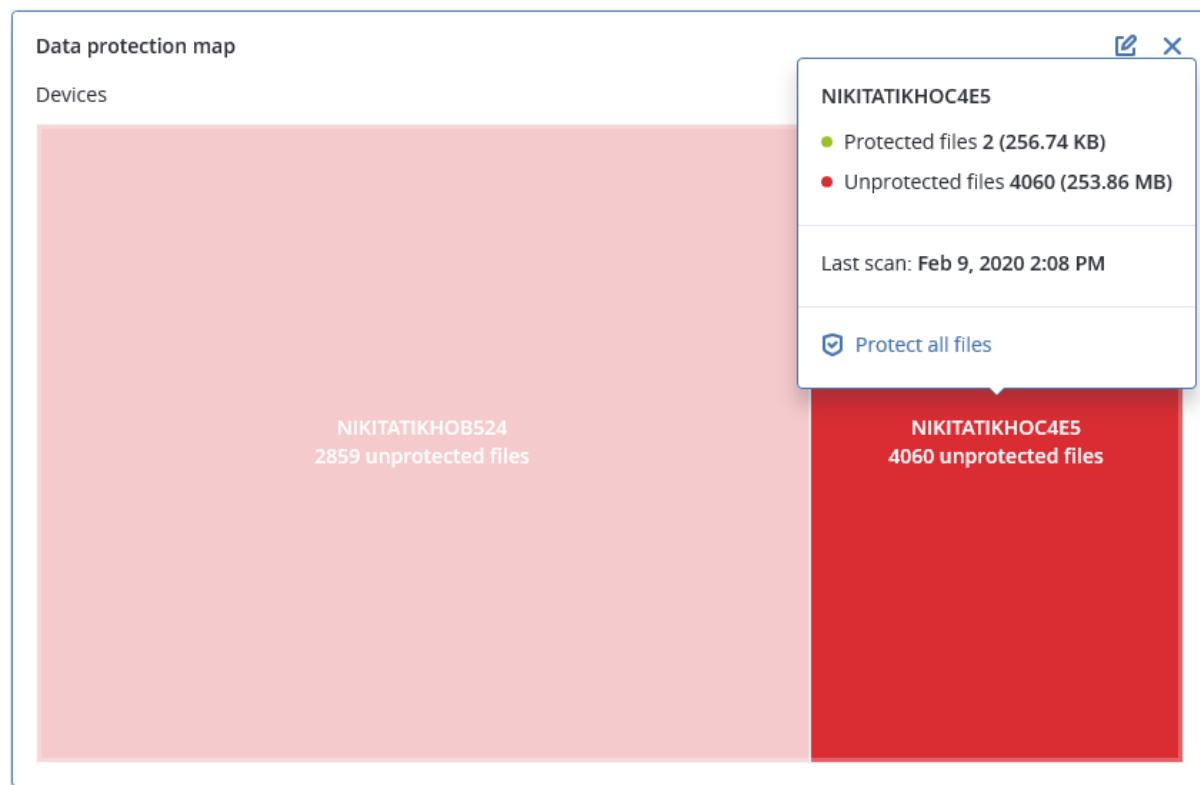 Data protection map
Devices
NIKITATIKHOC4E5
Protected files 2 (256.74 KB)
Unprotected files 4060 (253.86 MB)
Last scan: Feb 9, 2020 2:08 PM
Protect all files
NIKITATIKHOB524
2859 unprotected files
NIKITATIKHOC4E5
4060 unprotected files